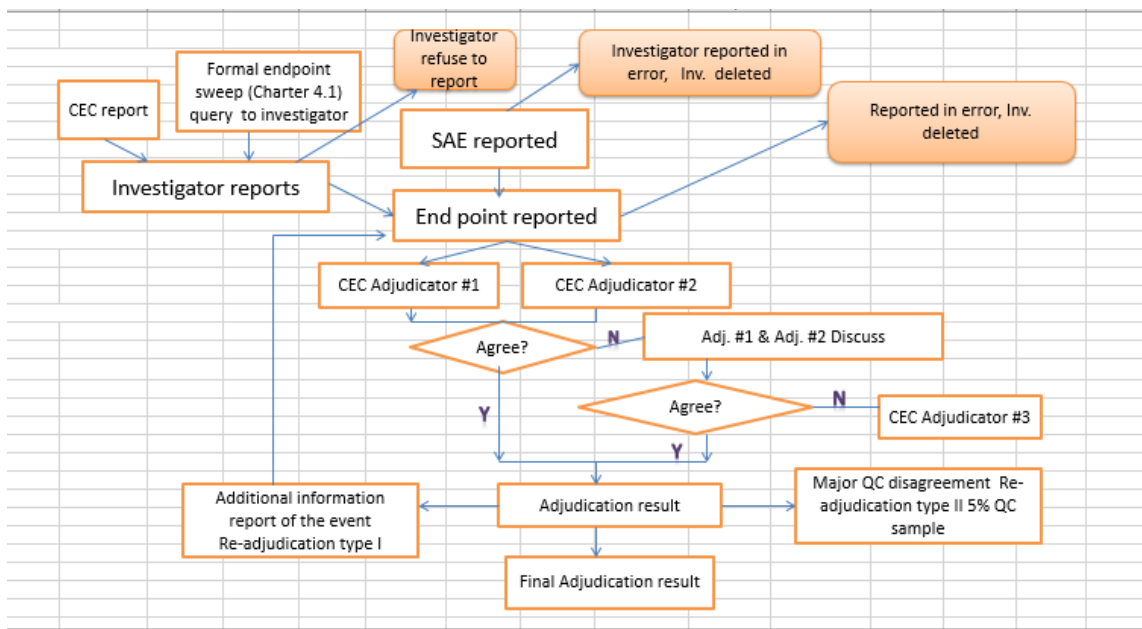 Investigator
refuse to
report
Investigator reported in
error, Inv. deleted
Formal endpoint
sweep (Charter 4.1)
query to investigator
CEC report
Reported in error, Inv.
deleted
SAE reported
Investigator reports
End point reported
CEC Adjudicator #1
CEC Adjudicator #2
Agree?
N
Adj. #1 & Adj. #2 Discuss
Y
Agree?
N
CEC Adjudicator #3
Y
Additional information
report of the event
Re-adjudication type I
Adjudication result
Major QC disagreement Re-
adjudication type II 5% QC
sample
Final Adjudication result